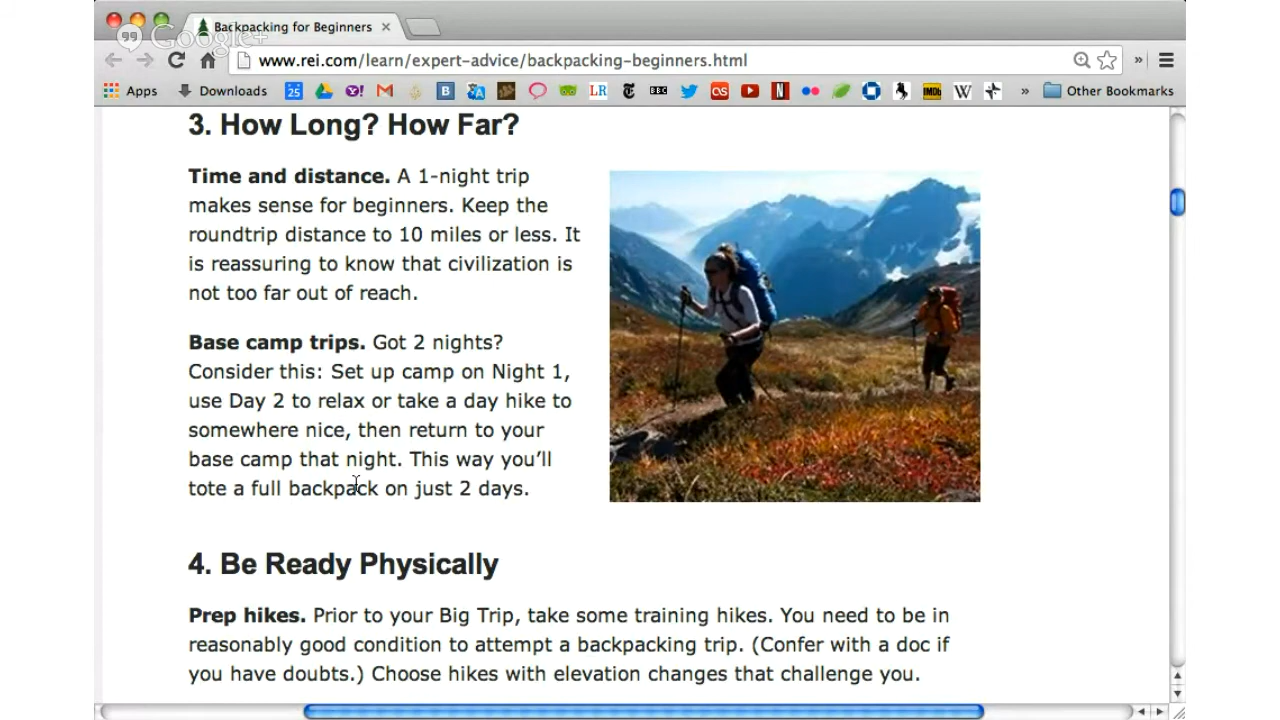 Backpacking for Beginners
Google+
www.rei.com/learn/expert-advice/backpacking-beginners.html
Apps Downloads 25 Y! B LR BBC N IMDb W » Other Bookmarks
3. How Long? How Far?
Time and distance. A 1-night trip
makes sense for beginners. Keep the
roundtrip distance to 10 miles or less. It
is reassuring to know that civilization is
not too far out of reach.
Base camp trips. Got 2 nights?
Consider this: Set up camp on Night 1,
use Day 2 to relax or take a day hike to
somewhere nice, then return to your
base camp that night. This way you’ll
tote a full backpack on just 2 days.
4. Be Ready Physically
Prep hikes. Prior to your Big Trip, take some training hikes. You need to be in
reasonably good condition to attempt a backpacking trip. (Confer with a doc if
you have doubts.) Choose hikes with elevation changes that challenge you.